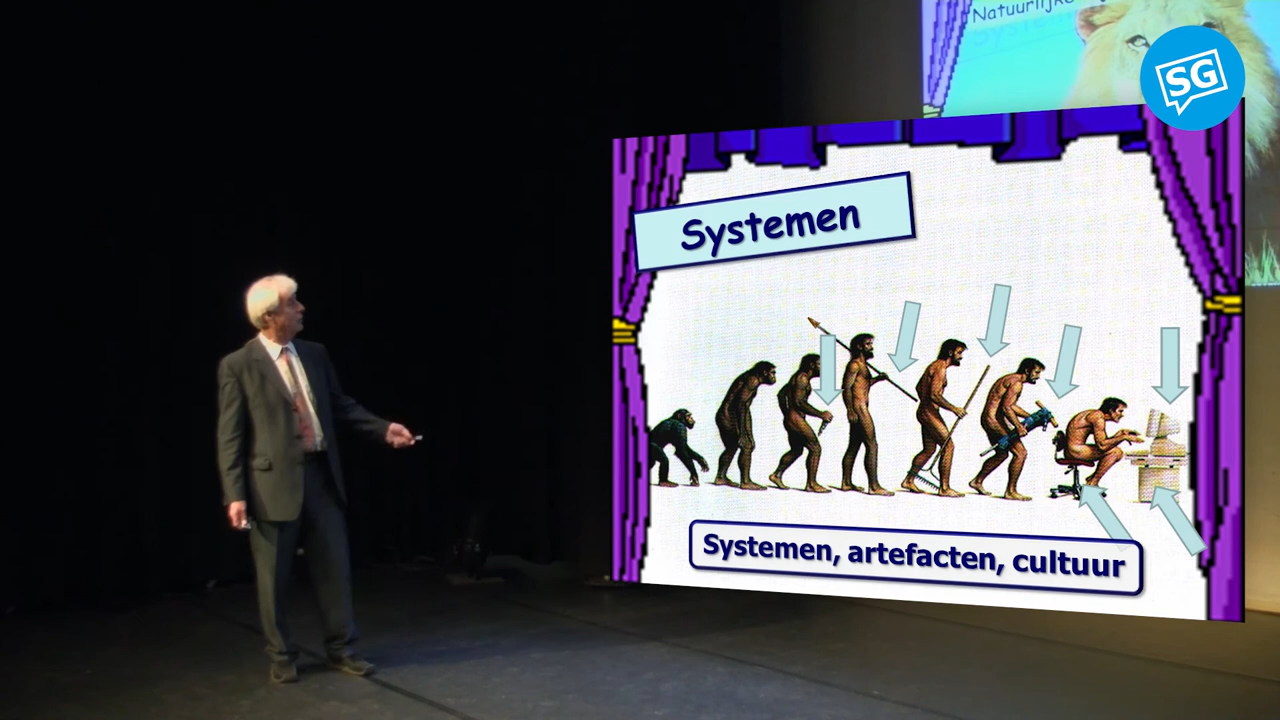 Natuurlijke
SG
Systemen
Systemen, artefacten, cultuur